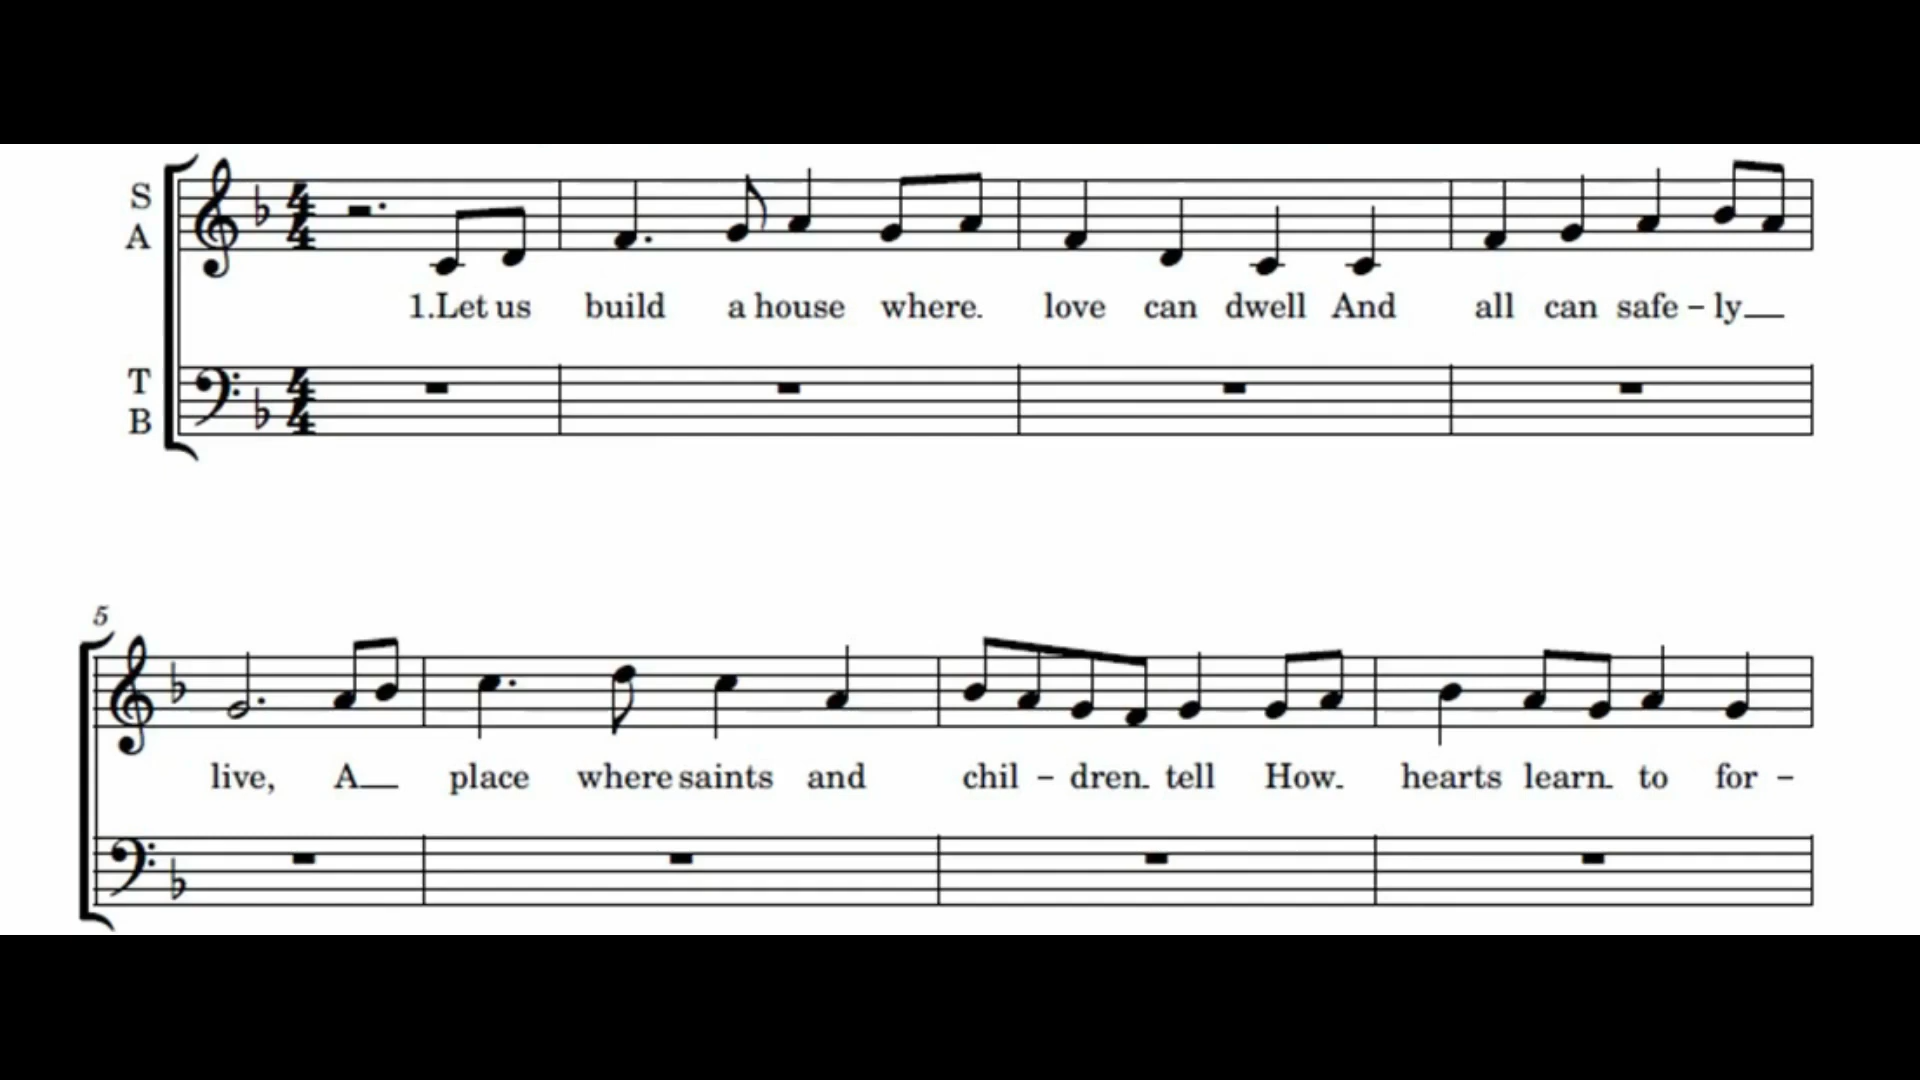 S
A
1.Let us build a house where love can dwell And all can safe - ly
T
B
5
live, A place where saints and chil - dren tell How hearts learn to for -